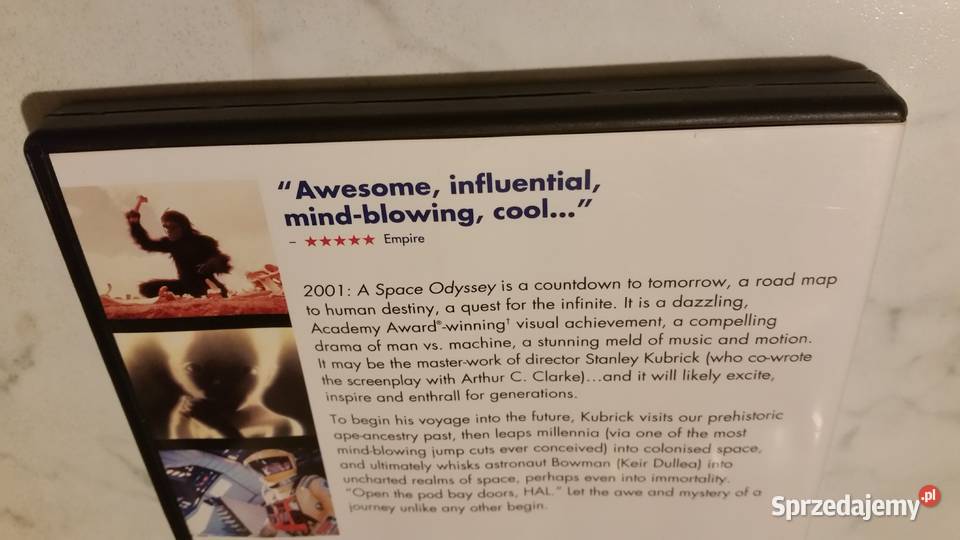 “Awesome, influential,
mind-blowing, cool...”
– ★★★★★ Empire
2001: A Space Odyssey is a countdown to tomorrow, a road map
to human destiny, a quest for the infinite. It is a dazzling,
Academy Award®-winning† visual achievement, a compelling
drama of man vs. machine, a stunning meld of music and motion.
It may be the master-work of director Stanley Kubrick (who co-wrote
the screenplay with Arthur C. Clarke)...and it will likely excite,
inspire and enthrall for generations.
To begin his voyage into the future, Kubrick visits our prehistoric
ape-ancestry past, then leaps millennia (via one of the most
mind-blowing jump cuts ever conceived) into colonised space,
and ultimately whisks astronaut Bowman (Keir Dullea) into
uncharted realms of space, perhaps even into immortality.
“Open the pod bay doors, HAL.” Let the awe and mystery of a
journey unlike any other begin.
Sprzedajemy.pl